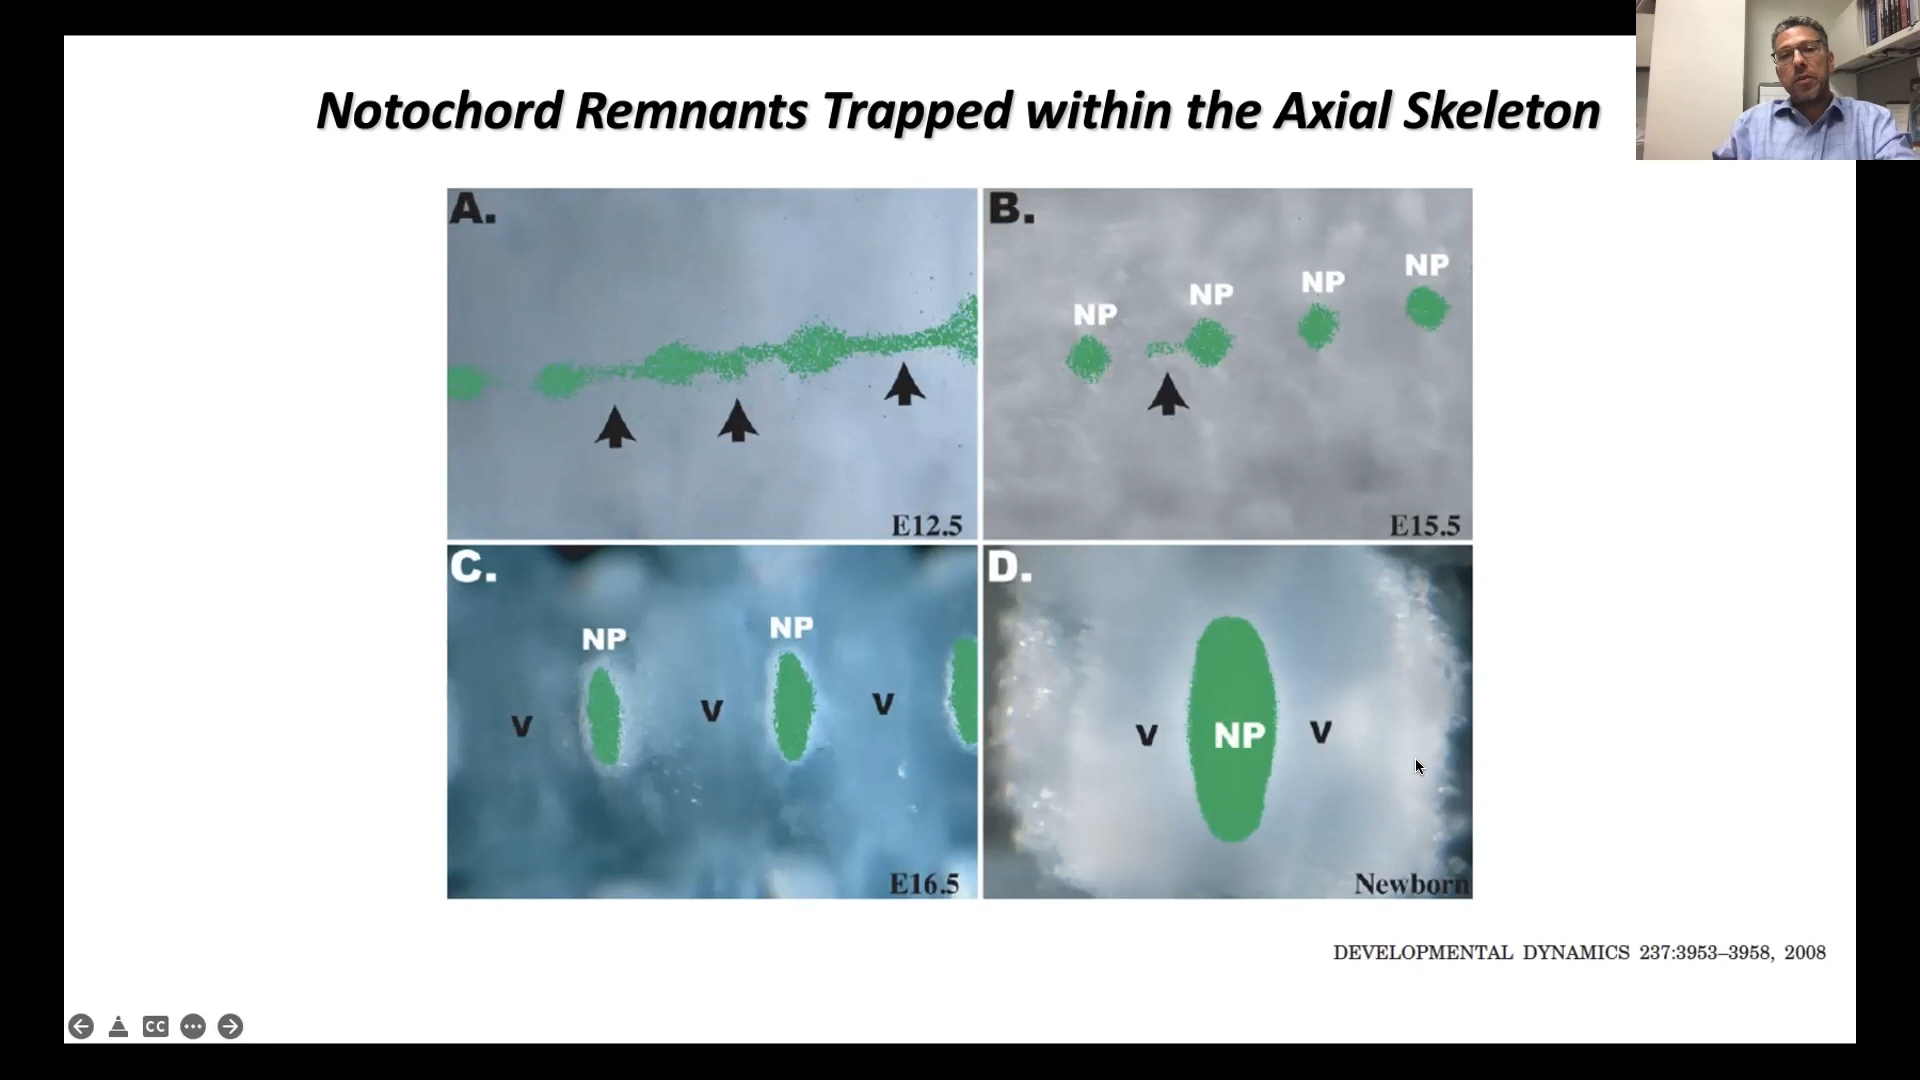 Notochord Remnants Trapped within the Axial Skeleton
A.
B.
NP
NP
NP
NP
E12.5
E15.5
C.
D.
NP
NP
V
V
V
V
NP
V
E16.5
Newborn
DEVELOPMENTAL DYNAMICS 237:3953–3958, 2008
CC